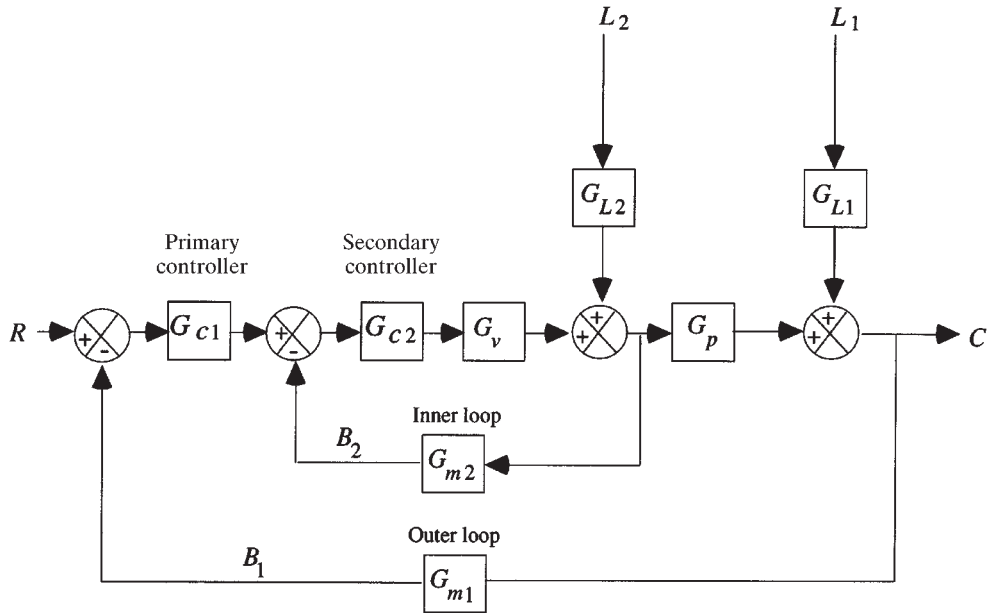 L2
L1
GL2
GL1
Primary
controller
Secondary
controller
R
+
-
Gc1
+
-
Gc2
Gv
+
+
Gp
+
+
C
Inner loop
B2
Gm2
Outer loop
B1
Gm1